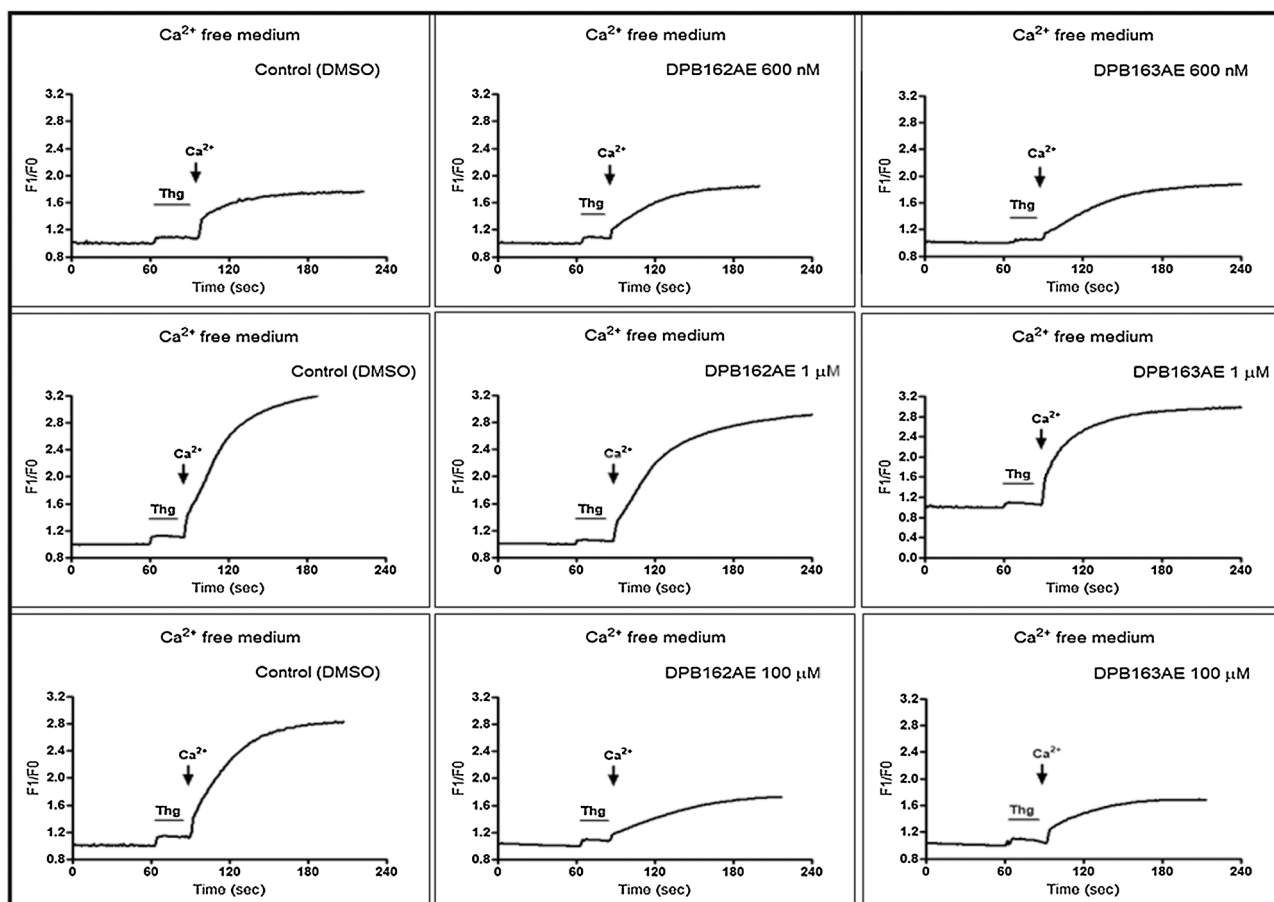 Ca²⁺ free medium
Control (DMSO)
3.2
2.8
2.4
2.0
1.6
1.2
0.8
F1/F0
Ca²⁺
Thg
0 60 120 180 240
Time (sec)
Ca²⁺ free medium
DPB162AE 600 nM
3.2
2.8
2.4
2.0
1.6
1.2
0.8
F1/F0
Ca²⁺
Thg
0 60 120 180 240
Time (sec)
Ca²⁺ free medium
DPB163AE 600 nM
3.2
2.8
2.4
2.0
1.6
1.2
0.8
F1/F0
Ca²⁺
Thg
0 60 120 180 240
Time (sec)
Ca²⁺ free medium
Control (DMSO)
3.2
2.8
2.4
2.0
1.6
1.2
0.8
F1/F0
Ca²⁺
Thg
0 60 120 180 240
Time (sec)
Ca²⁺ free medium
DPB162AE 1 μM
3.2
2.8
2.4
2.0
1.6
1.2
0.8
F1/F0
Ca²⁺
Thg
0 60 120 180 240
Time (sec)
Ca²⁺ free medium
DPB163AE 1 μM
3.2
2.8
2.4
2.0
1.6
1.2
0.8
0.4
0.0
F1/F0
Ca²⁺
Thg
0 60 120 180 240
Time (sec)
Ca²⁺ free medium
Control (DMSO)
3.2
2.8
2.4
2.0
1.6
1.2
0.8
F1/F0
Ca²⁺
Thg
0 60 120 180 240
Time (sec)
Ca²⁺ free medium
DPB162AE 100 μM
3.2
2.8
2.4
2.0
1.6
1.2
0.8
F1/F0
Ca²⁺
Thg
0 60 120 180 240
Time (sec)
Ca²⁺ free medium
DPB163AE 100 μM
3.2
2.8
2.4
2.0
1.6
1.2
0.8
F1/F0
Ca²⁺
Thg
0 60 120 180 240
Time (sec)